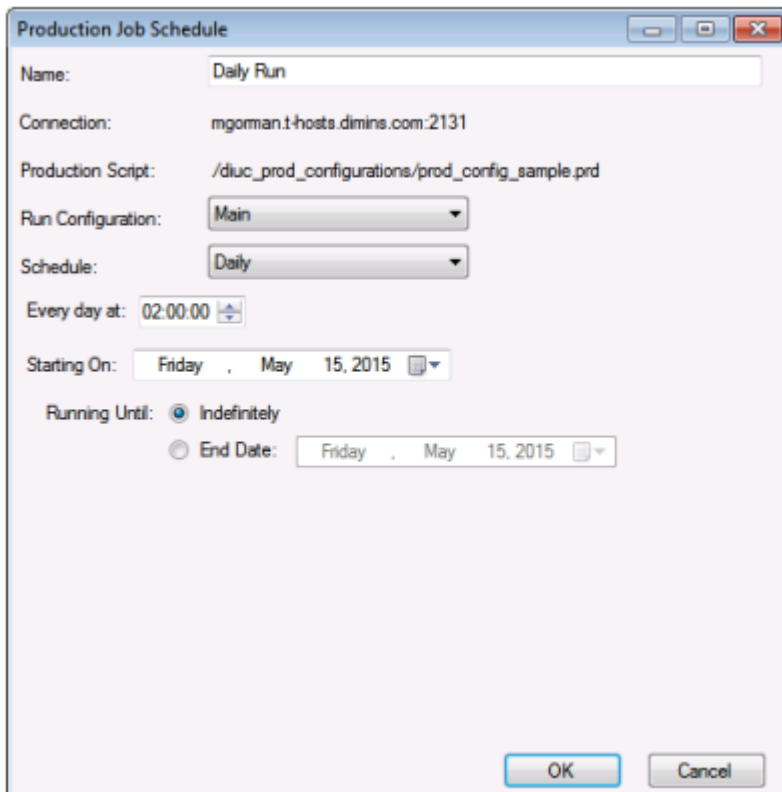 Production Job Schedule
Name: Daily Run
Connection: mgorman.t-hosts.dimins.com:2131
Production Script: /diuc_prod_configurations/prod_config_sample.prd
Run Configuration: Main
Schedule: Daily
Every day at: 02:00:00
Starting On: Friday , May 15, 2015
Running Until: Indefinitely
End Date: Friday , May 15, 2015
OK Cancel